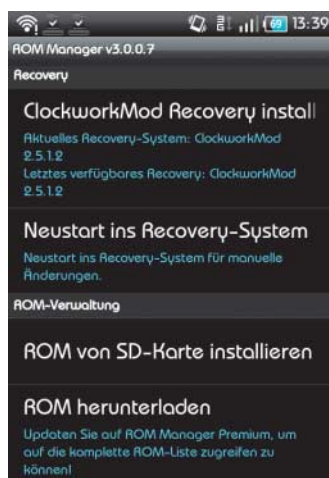 69 13:39
ROM Manager v3.0.0.7
Recovery
ClockworkMod Recovery install
Aktuelles Recovery-System: ClockworkMod
2.5.1.2
Letztes verfügbares Recovery: ClockworkMod
2.5.1.2
Neustart ins Recovery-System
Neustart ins Recovery-System für manuelle
Änderungen.
ROM-Verwaltung
ROM von SD-Karte installieren
ROM herunterladen
Updaten Sie auf ROM Manager Premium, um
auf die komplette ROM-Liste zugreifen zu
können!